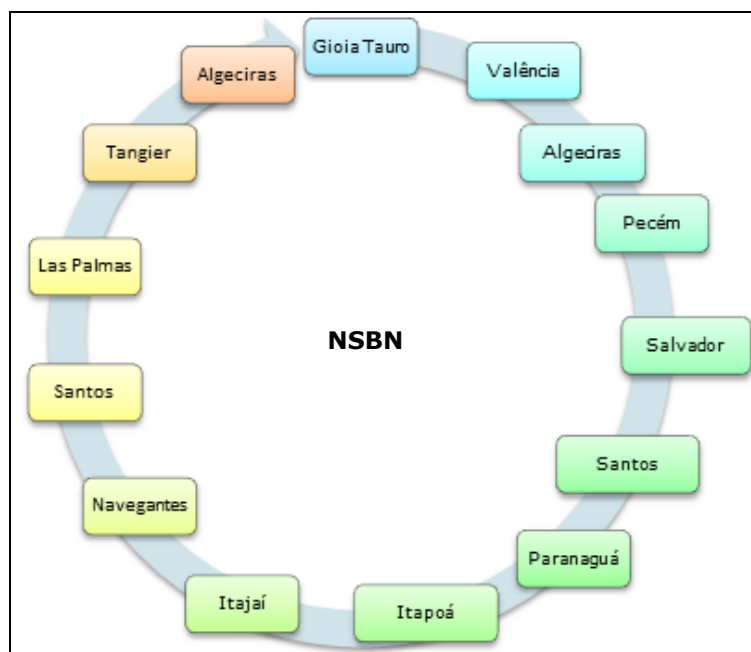 Gioia Tauro
Valência
Algeciras
Pecém
Salvador
Santos
Paranaguá
Itapoá
Itajaí
Navegantes
Santos
Las Palmas
Tangier
Algeciras
NSBN